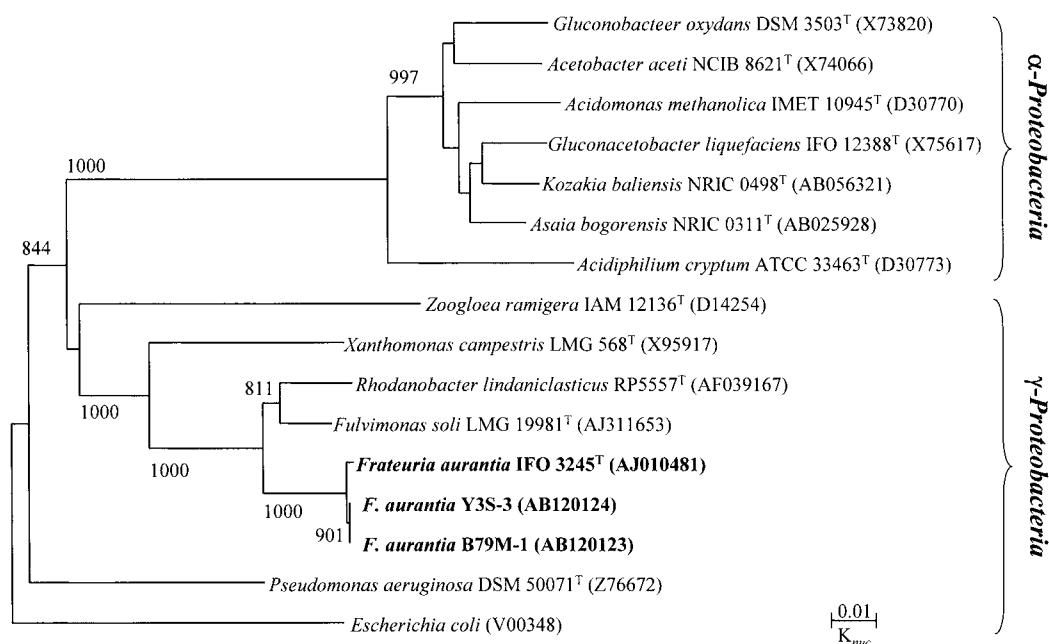 Gluconobacteer oxydans DSM 3503ᵀ (X73820)
997
Acetobacter aceti NCIB 8621ᵀ (X74066)
Acidomonas methanolica IMET 10945ᵀ (D30770)
Gluconacetobacter liquefaciens IFO 12388ᵀ (X75617)
1000
Kozakia baliensis NRIC 0498ᵀ (AB056321)
Asaia bogorensis NRIC 0311ᵀ (AB025928)
844
Acidiphilium cryptum ATCC 33463ᵀ (D30773)
α-Proteobacteria
Zoogloea ramigera IAM 12136ᵀ (D14254)
Xanthomonas campestris LMG 568ᵀ (X95917)
811
Rhodanobacter lindaniclasticus RP5557ᵀ (AF039167)
1000
Fulvimonas soli LMG 19981ᵀ (AJ311653)
1000
Frateuria aurantia IFO 3245ᵀ (AJ010481)
F. aurantia Y3S-3 (AB120124)
1000
901
F. aurantia B79M-1 (AB120123)
Pseudomonas aeruginosa DSM 50071ᵀ (Z76672)
Escherichia coli (V00348)
γ-Proteobacteria
0.01
Knuc